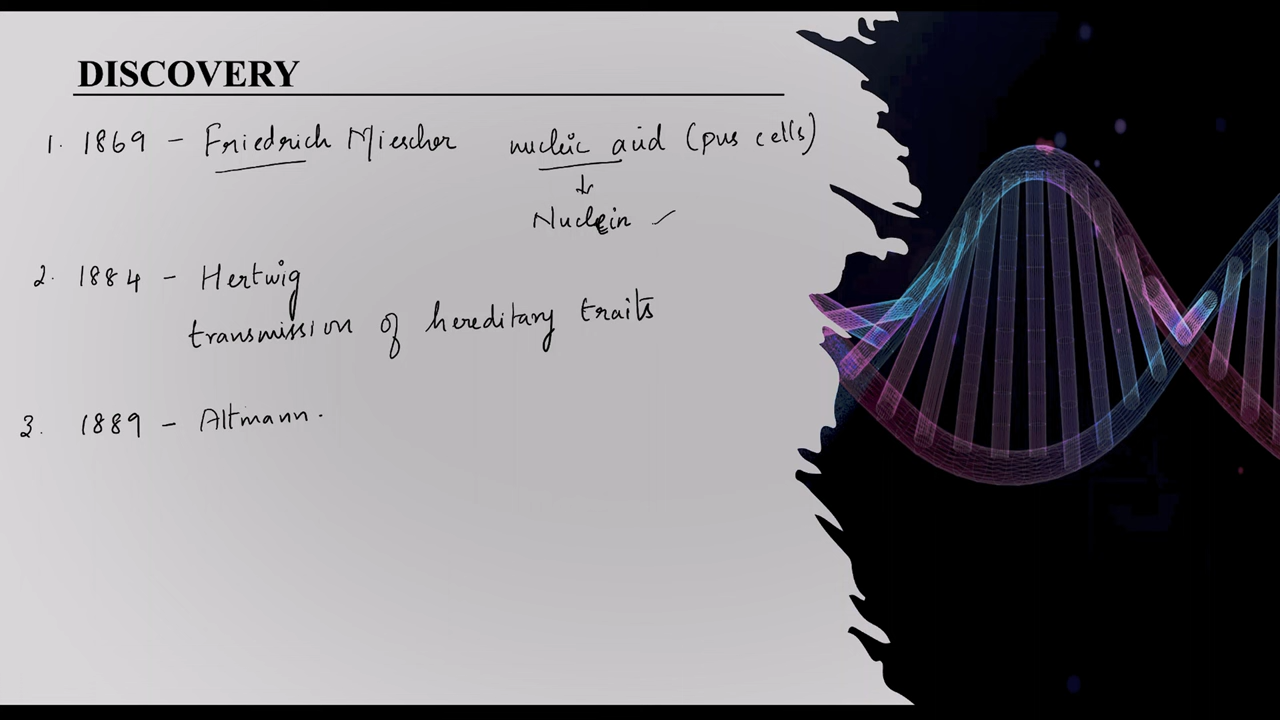 DISCOVERY
1. 1869 - Friedrich Miescher nucleic acid (pus cells)
Nuclein
2. 1884 - Hertwig
transmission of hereditary traits
3. 1889 - Altmann.